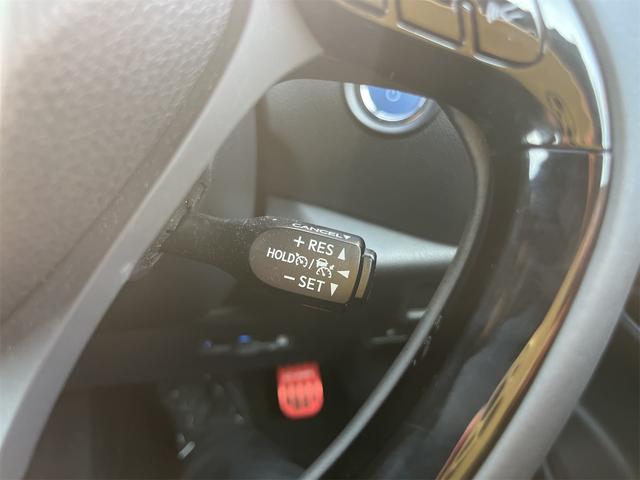 CANCEL
+ RES
HOLD /
− SET